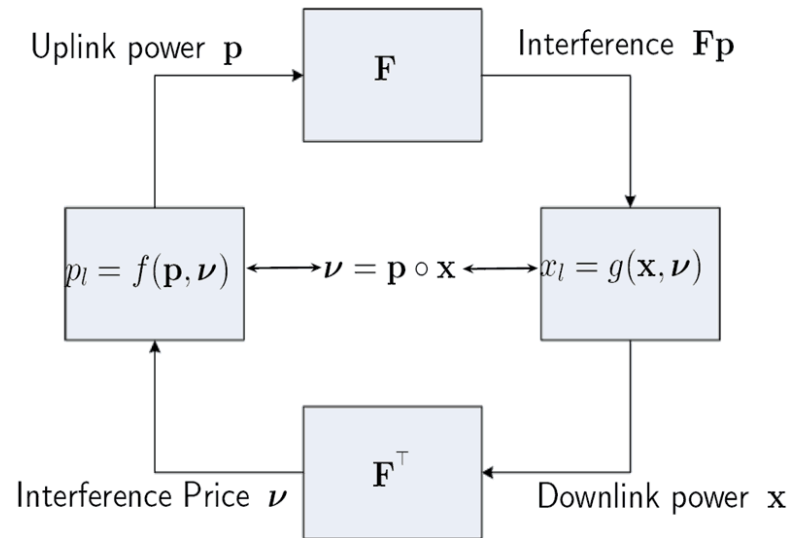 Uplink power p
F
Interference Fp
p_l = f(p, ν)
ν = p ∘ x
x_l = g(x, ν)
Interference Price ν
F^⊤
Downlink power x